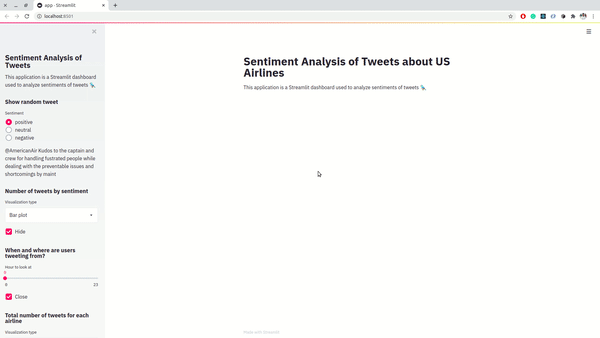 app · Streamlit
localhost:8501
Sentiment Analysis of
Tweets
This application is a Streamlit dashboard
used to analyze sentiments of tweets
Show random tweet
Sentiment
positive
neutral
negative
@AmericanAir Kudos to the captain and
crew for handling fustrated people while
dealing with the preventable issues and
shortcomings by maint
Number of tweets by sentiment
Visualization type
Bar plot
Hide
When and where are users
tweeting from?
Hour to look at
0 23
Close
Total number of tweets for each
airline
Visualization type
Sentiment Analysis of Tweets about US
Airlines
This application is a Streamlit dashboard used to analyze sentiments of tweets
Made with Streamlit